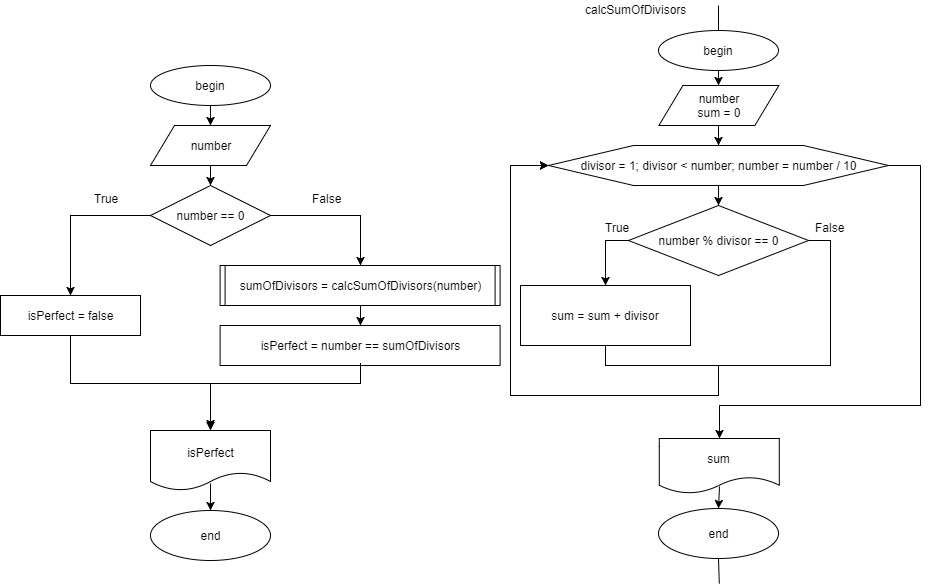 begin
number
number == 0
True
False
isPerfect = false
sumOfDivisors = calcSumOfDivisors(number)
isPerfect = number == sumOfDivisors
isPerfect
end
calcSumOfDivisors
begin
number
sum = 0
divisor = 1; divisor < number; number = number / 10
number % divisor == 0
True
False
sum = sum + divisor
sum
end